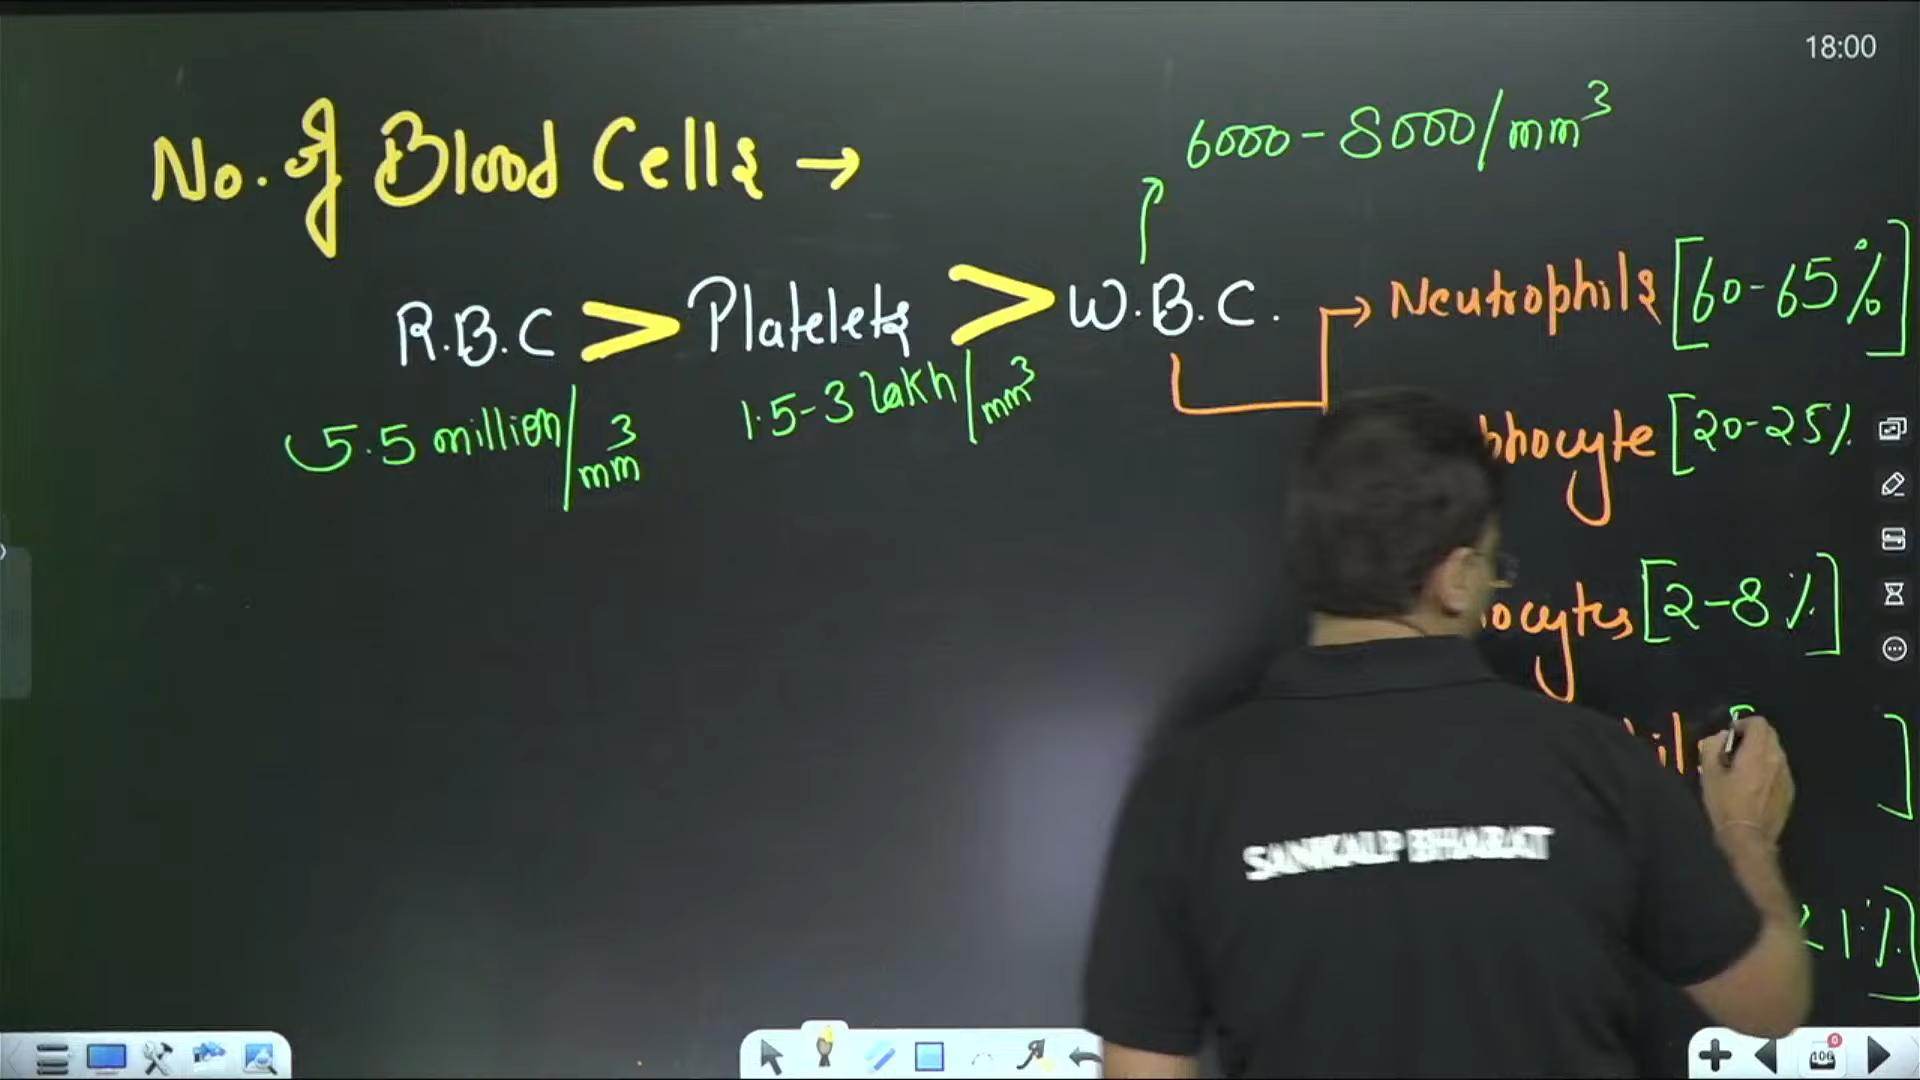 18:00
No. of Blood Cells →
6000-8000/mm³
R.B.C > Platelets > W.B.C.
5.5 million/mm³
1.5-3 lakh/mm³
Neutrophils [60-65%]
[20-25%
[2-8%]
<1%]
SANKALP BHARAT